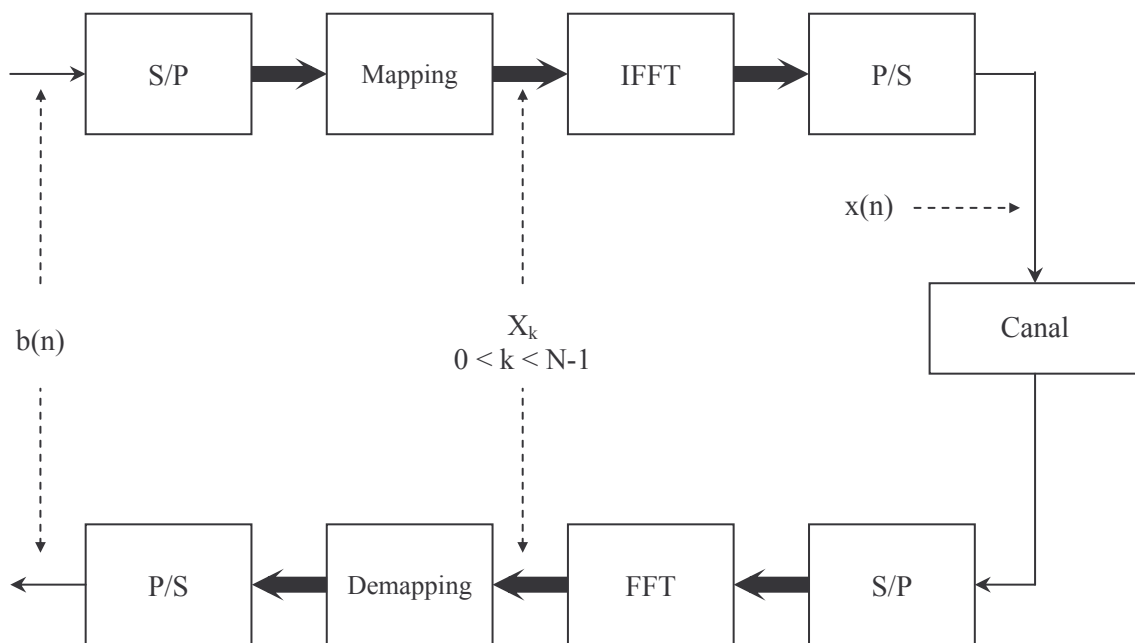 S/P
Mapping
IFFT
P/S
x(n)
Canal
b(n)
X_k
0 < k < N-1
P/S
Demapping
FFT
S/P